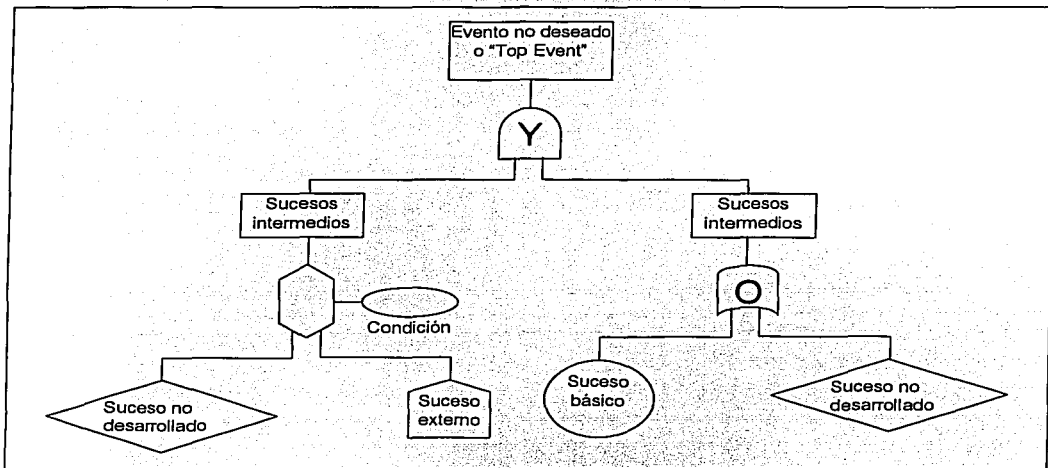 Evento no deseado
o "Top Event"
Y
Sucesos
intermedios
Sucesos
intermedios
O
Condición
Suceso no
desarrollado
Suceso
externo
Suceso
básico
Suceso no
desarrollado